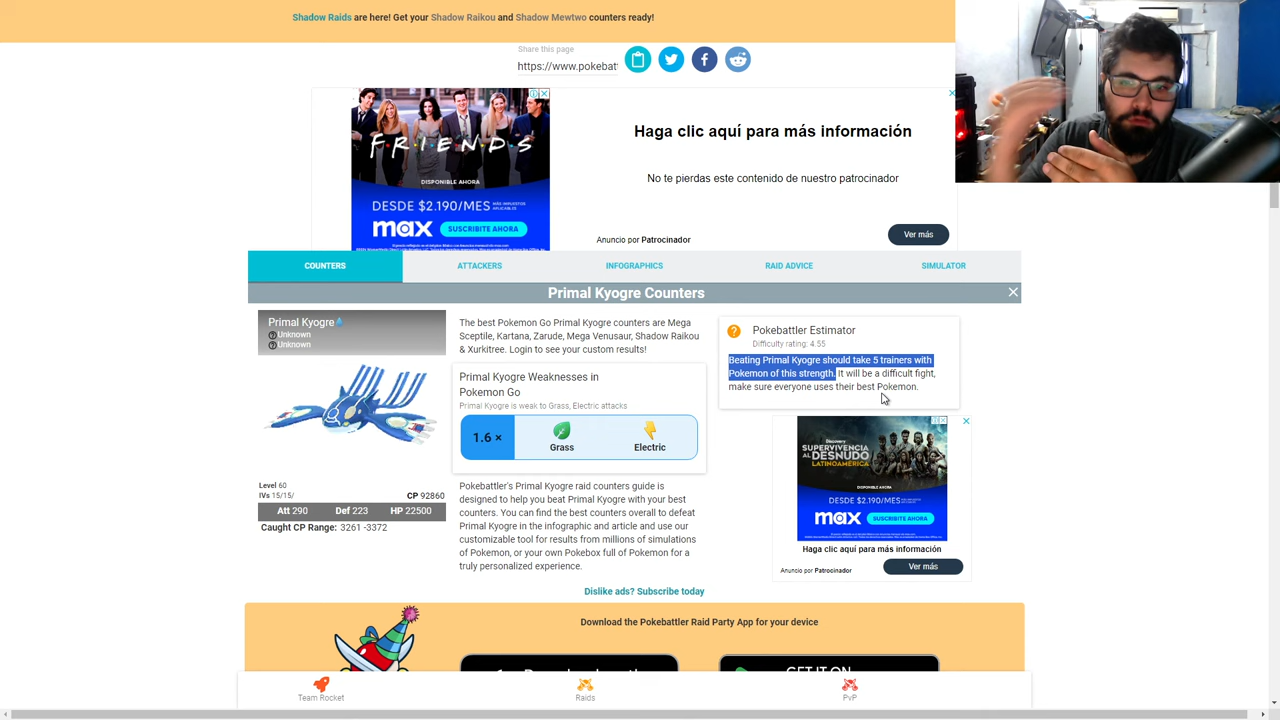 Shadow Raids are here! Get your Shadow Raikou and Shadow Mewtwo counters ready!
Share this page
https://www.pokebat
FRIENDS
DISPONIBLE AHORA
DESDE $2.190/MES
MÁS IMPUESTOS
APLICABLES
max
SUSCRIBITE AHORA
Haga clic aquí para más información
No te pierdas este contenido de nuestro patrocinador
Anuncio por Patrocinador
Ver más
COUNTERS
ATTACKERS
INFOGRAPHICS
RAID ADVICE
SIMULATOR
Primal Kyogre Counters
Primal Kyogre
Unknown
Unknown
Level 60
IVs 15/15/
CP 92860
Att 290 Def 223 HP 22500
Caught CP Range: 3261 -3372
The best Pokemon Go Primal Kyogre counters are Mega
Sceptile, Kartana, Zarude, Mega Venusaur, Shadow Raikou
& Xurkitree. Login to see your custom results!
Primal Kyogre Weaknesses in
Pokemon Go
Primal Kyogre is weak to Grass, Electric attacks
1.6 ×
Grass
Electric
Pokebattler's Primal Kyogre raid counters guide is
designed to help you beat Primal Kyogre with your best
counters. You can find the best counters overall to defeat
Primal Kyogre in the infographic and article and use our
customizable tool for results from millions of simulations
of Pokemon, or your own Pokebox full of Pokemon for a
truly personalized experience.
Pokebattler Estimator
Difficulty rating: 4.55
Beating Primal Kyogre should take 5 trainers with
Pokemon of this strength. It will be a difficult fight,
make sure everyone uses their best Pokemon.
Discovery
SUPERVIVENCIA
AL DESNUDO
LATINOAMÉRICA
DISPONIBLE AHORA
DESDE $2.190/MES
max
SUSCRIBITE AHORA
Haga clic aquí para más información
Anuncio por Patrocinador
Ver más
Dislike ads? Subscribe today
Download the Pokebattler Raid Party App for your device
GET IT ON
Team Rocket
Raids
PvP